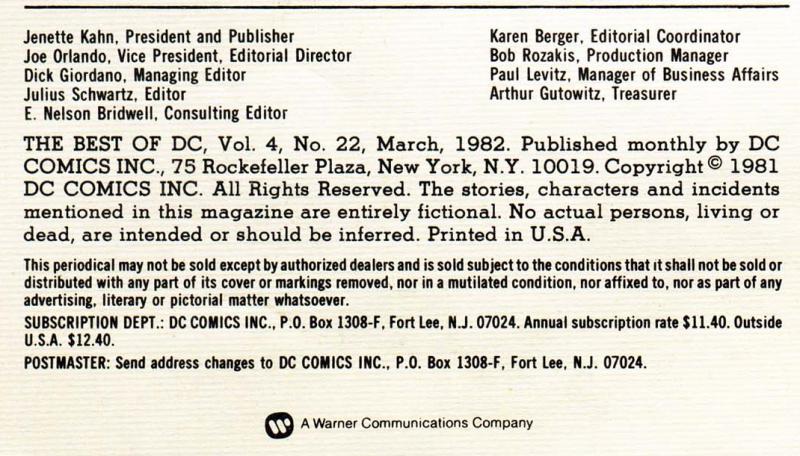 Jenette Kahn, President and Publisher
Joe Orlando, Vice President, Editorial Director
Dick Giordano, Managing Editor
Julius Schwartz, Editor
E. Nelson Bridwell, Consulting Editor
Karen Berger, Editorial Coordinator
Bob Rozakis, Production Manager
Paul Levitz, Manager of Business Affairs
Arthur Gutowitz, Treasurer
THE BEST OF DC, Vol. 4, No. 22, March, 1982. Published monthly by DC
COMICS INC., 75 Rockefeller Plaza, New York, N.Y. 10019. Copyright © 1981
DC COMICS INC. All Rights Reserved. The stories, characters and incidents
mentioned in this magazine are entirely fictional. No actual persons, living or
dead, are intended or should be inferred. Printed in U.S.A.
This periodical may not be sold except by authorized dealers and is sold subject to the conditions that it shall not be sold or
distributed with any part of its cover or markings removed, nor in a mutilated condition, nor affixed to, nor as part of any
advertising, literary or pictorial matter whatsoever.
SUBSCRIPTION DEPT.: DC COMICS INC., P.O. Box 1308-F, Fort Lee, N.J. 07024. Annual subscription rate $11.40. Outside
U.S.A. $12.40.
POSTMASTER: Send address changes to DC COMICS INC., P.O. Box 1308-F, Fort Lee, N.J. 07024.
A Warner Communications Company